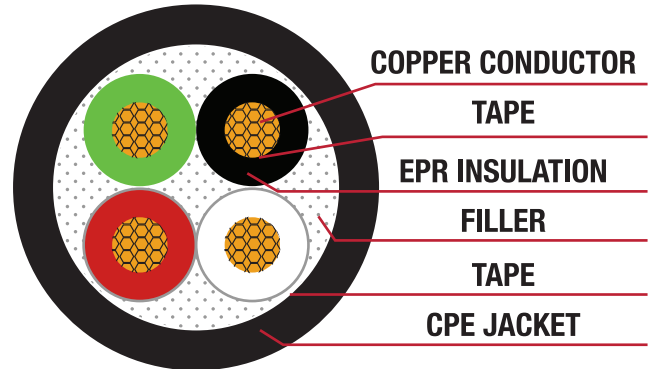 COPPER CONDUCTOR
TAPE
EPR INSULATION
FILLER
TAPE
CPE JACKET